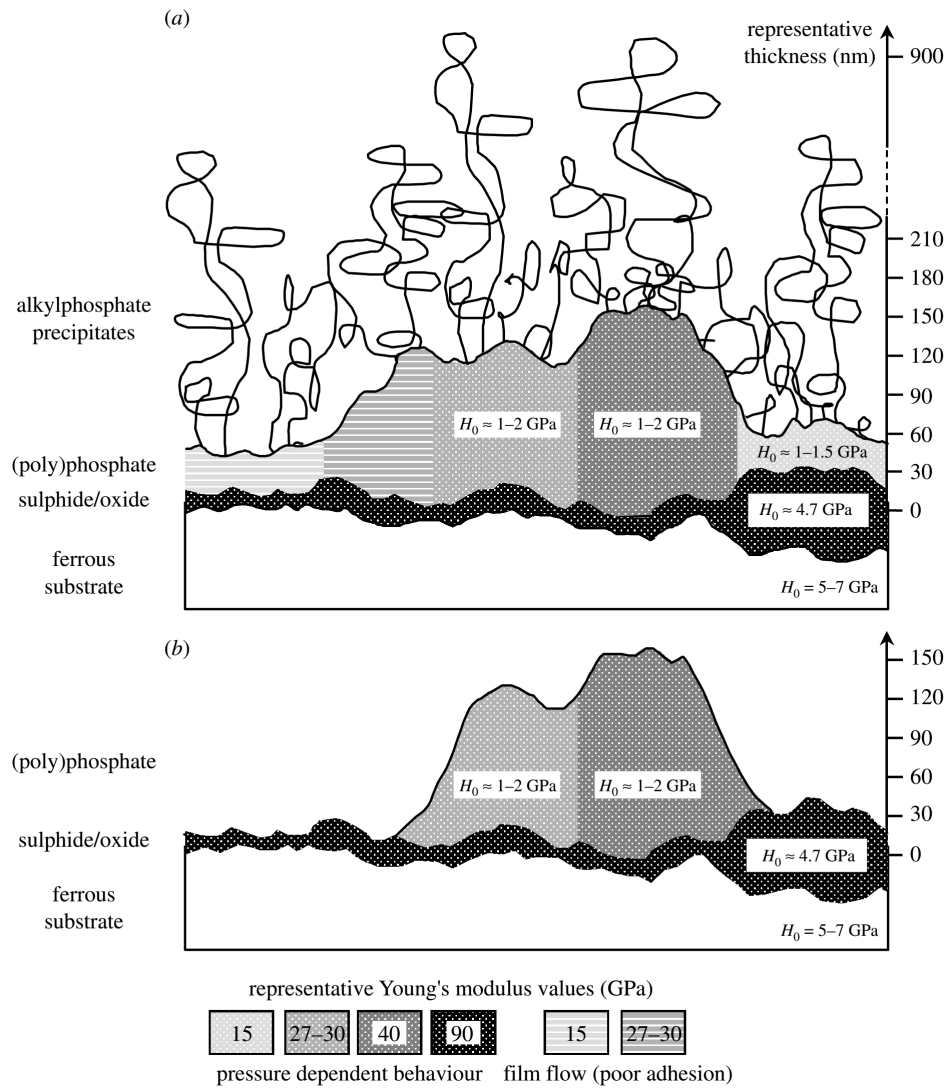 (a)
representative
thickness (nm)
900
210
180
150
120
90
60
30
0
alkylphosphate
precipitates
(poly)phosphate
sulphide/oxide
ferrous
substrate
H0 ≈ 1–2 GPa
H0 ≈ 1–2 GPa
H0 ≈ 1–1.5 GPa
H0 ≈ 4.7 GPa
H0 = 5–7 GPa
(b)
150
120
90
60
30
0
(poly)phosphate
sulphide/oxide
ferrous
substrate
H0 ≈ 1–2 GPa
H0 ≈ 1–2 GPa
H0 ≈ 4.7 GPa
H0 = 5–7 GPa
representative Young's modulus values (GPa)
15 27–30 40 90 15 27–30
pressure dependent behaviour film flow (poor adhesion)